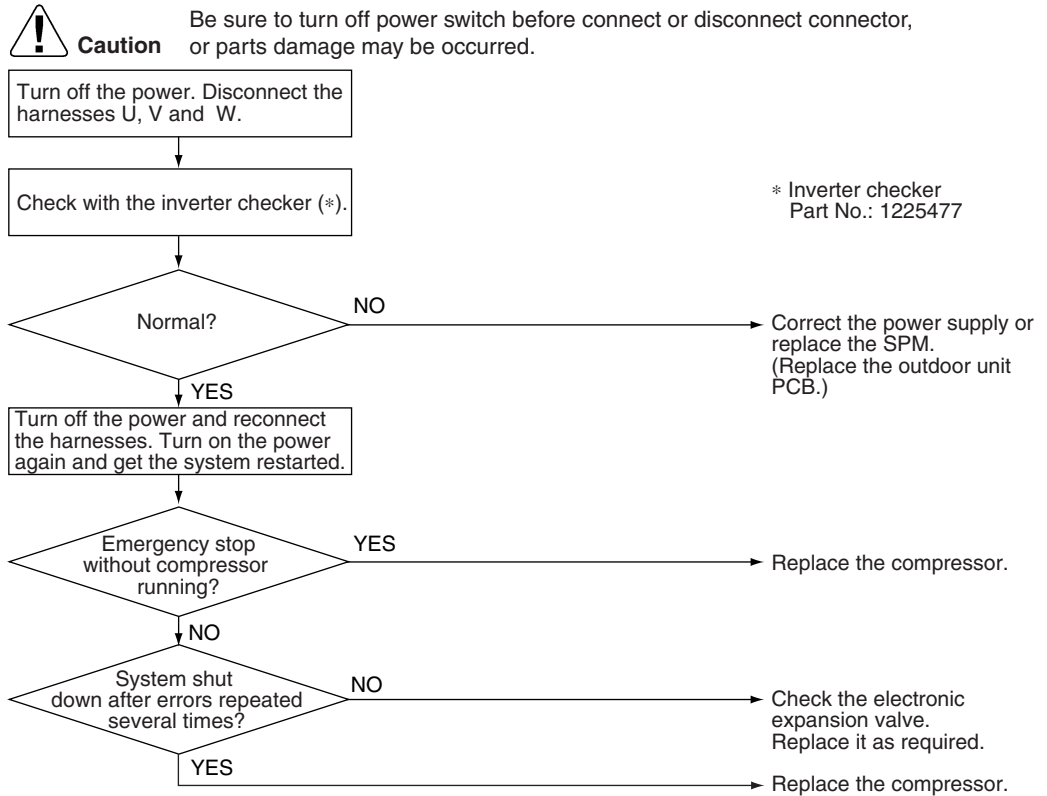 Caution
Be sure to turn off power switch before connect or disconnect connector,
or parts damage may be occurred.
Turn off the power. Disconnect the
harnesses U, V and W.
Check with the inverter checker (*).
* Inverter checker
Part No.: 1225477
Normal?
NO
Correct the power supply or
replace the SPM.
(Replace the outdoor unit
PCB.)
YES
Turn off the power and reconnect
the harnesses. Turn on the power
again and get the system restarted.
Emergency stop
without compressor
running?
YES
Replace the compressor.
NO
System shut
down after errors repeated
several times?
NO
Check the electronic
expansion valve.
Replace it as required.
YES
Replace the compressor.